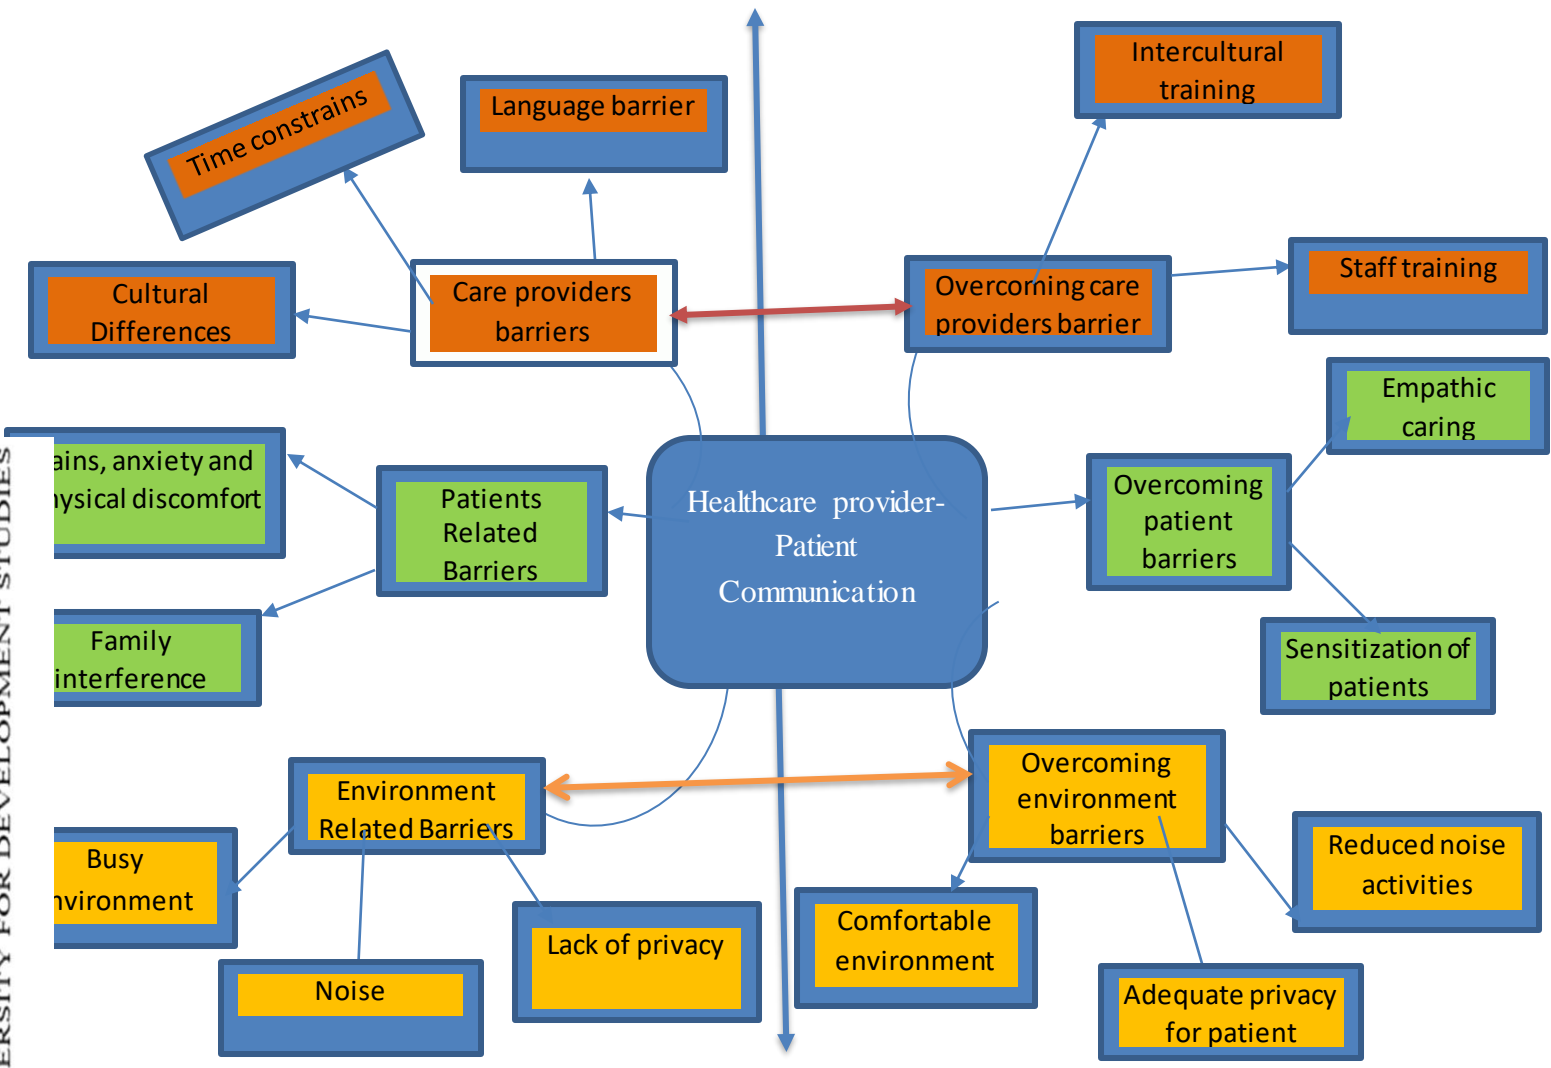 Intercultural
training
Time constrains
Language barrier
Staff training
Cultural
Differences
Care providers
barriers
Overcoming care
providers barrier
Empathic
caring
ains, anxiety and
hysical discomfort
Patients
Related
Barriers
Healthcare provider-
Patient
Communication
Overcoming
patient
barriers
Family
interference
Sensitization of
patients
Environment
Related Barriers
Overcoming
environment
barriers
Busy
nvironment
Noise
Lack of privacy
Comfortable
environment
Reduced noise
activities
Adequate privacy
for patient
ERSITY FOR DEVELOPMENT STUDIES